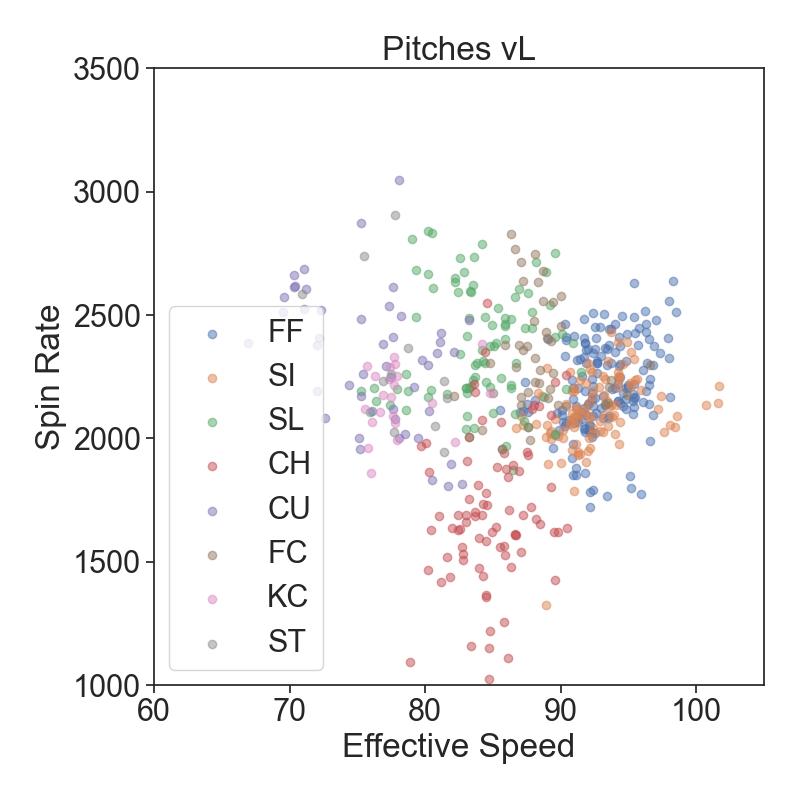 Pitches vL
3500
3000
2500
2000
1500
1000
Spin Rate
FF
SI
SL
CH
CU
FC
KC
ST
60 70 80 90 100
Effective Speed